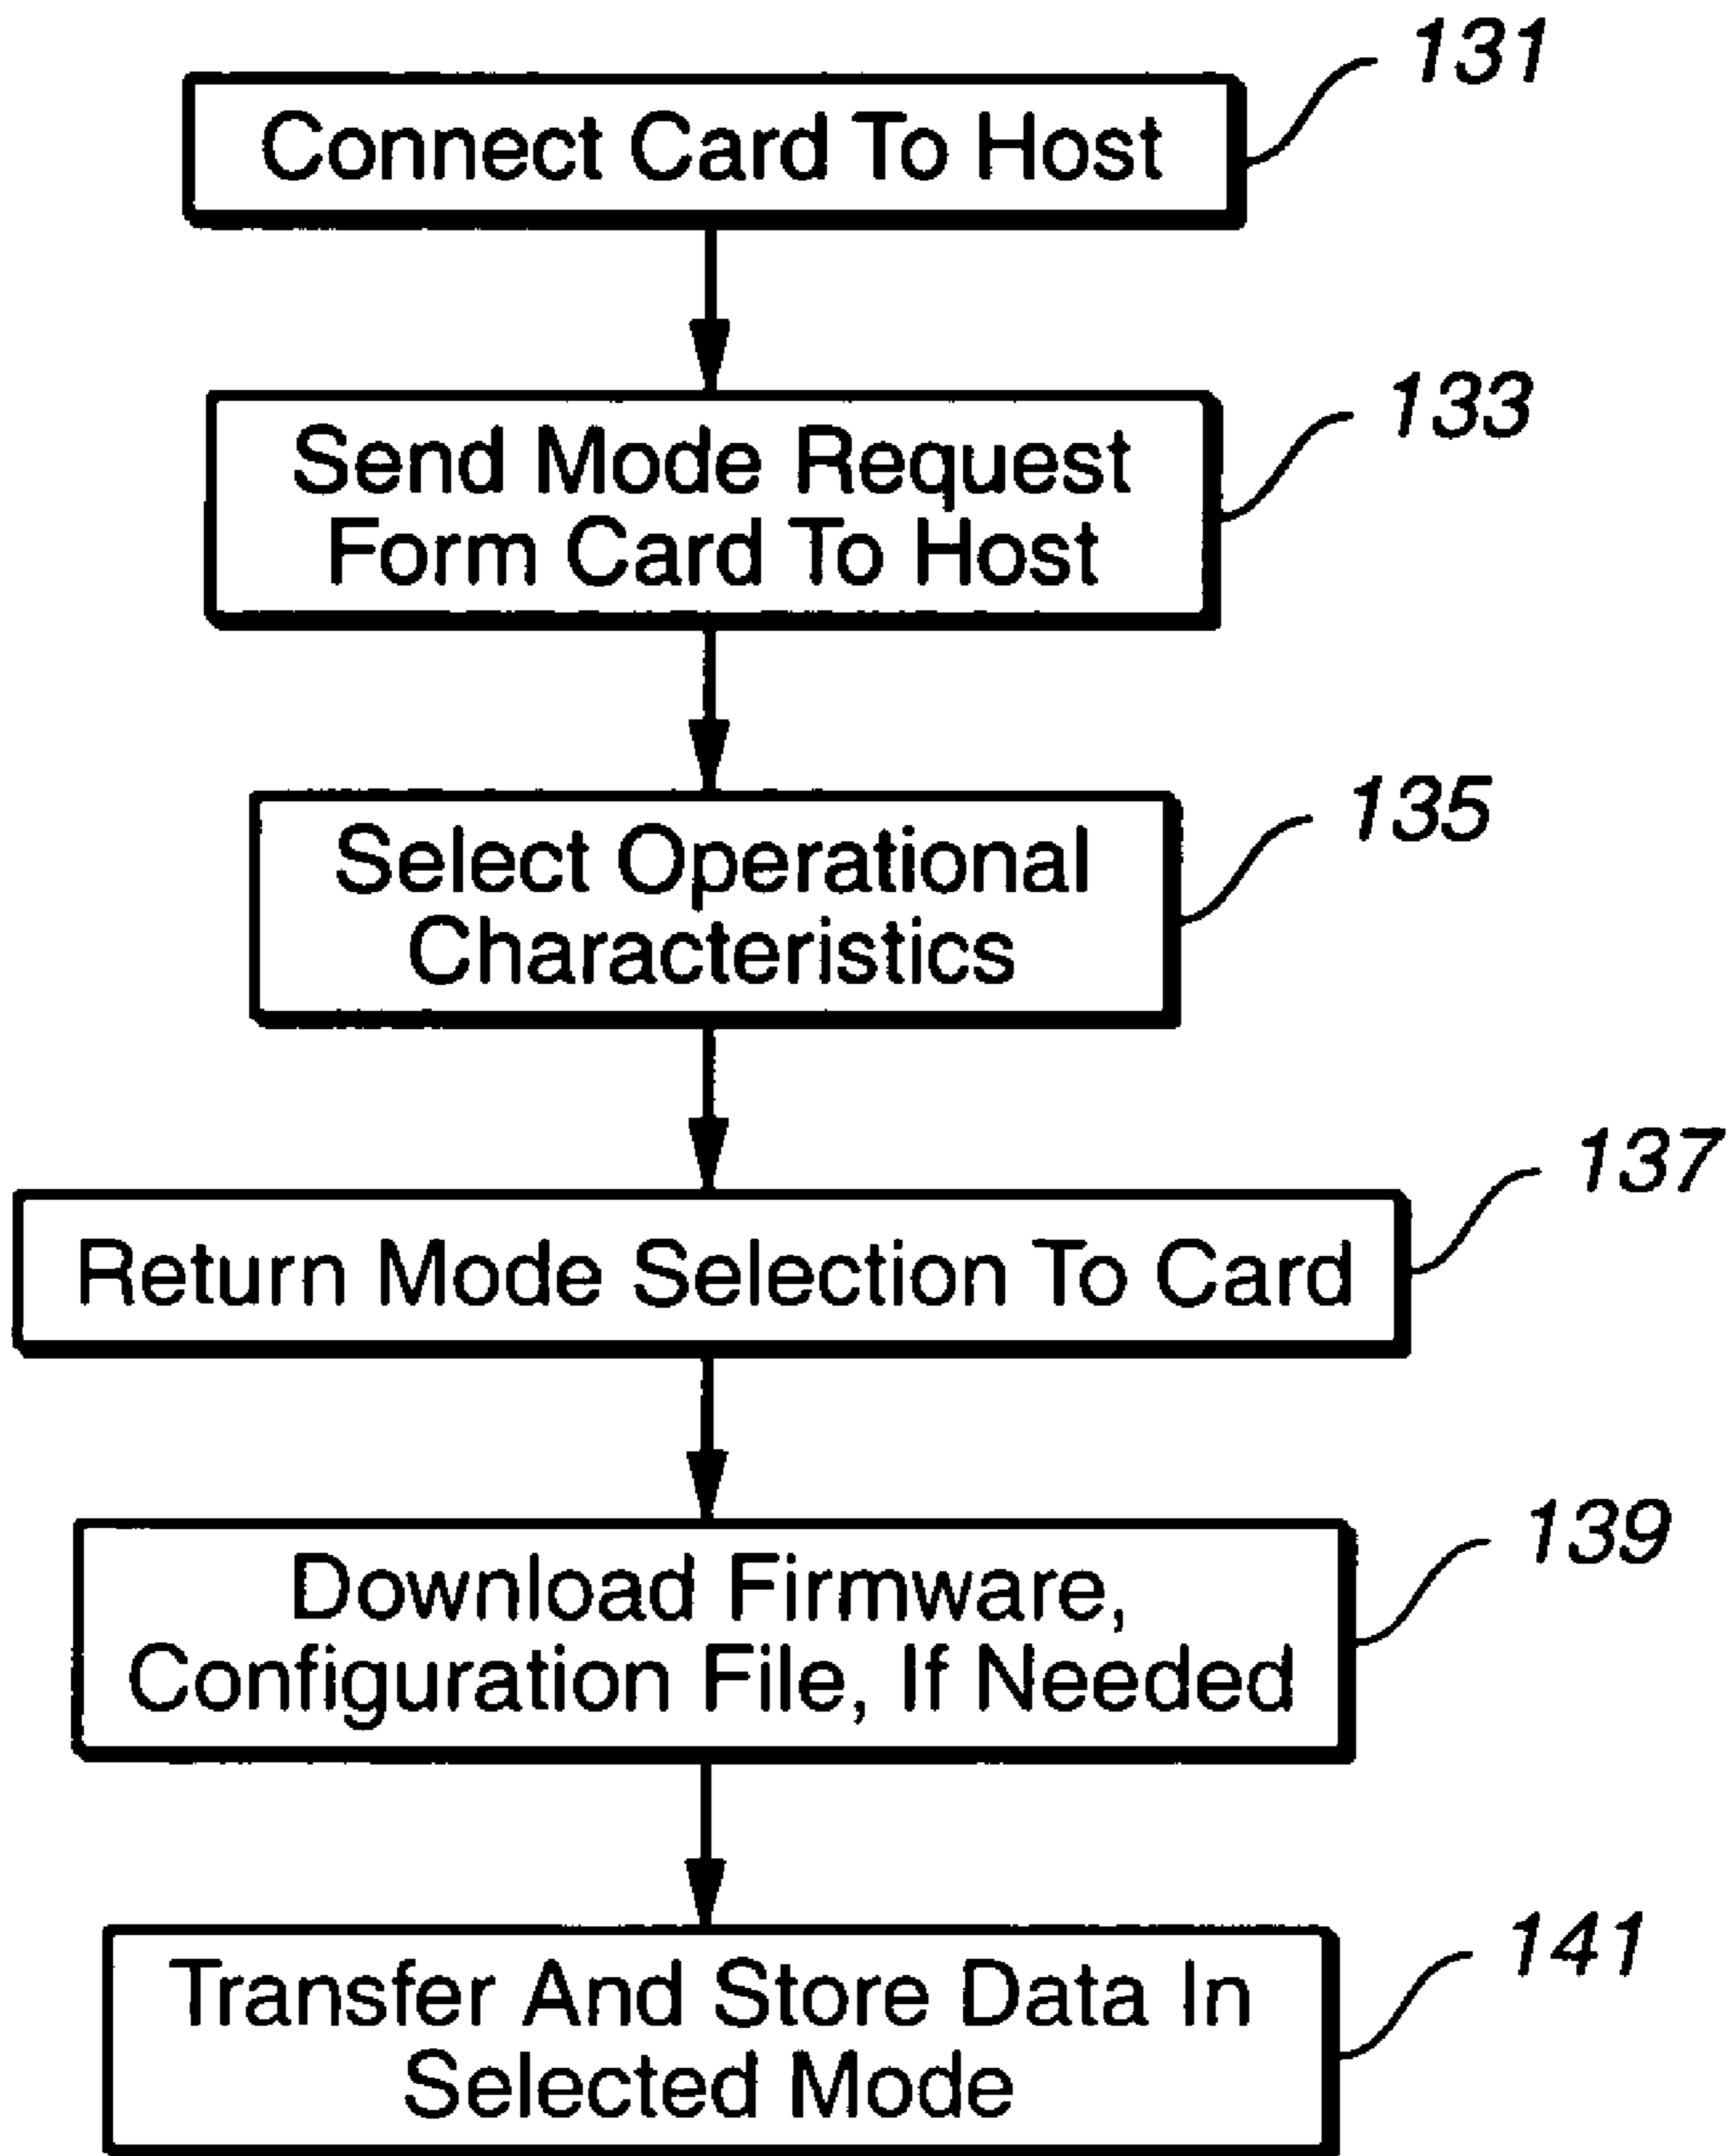 131
Connect Card To Host
133
Send Mode Request
Form Card To Host
135
Select Operational
Characteristics
137
Return Mode Selection To Card
139
Download Firmware,
Configuration File, If Needed
141
Transfer And Store Data In
Selected Mode